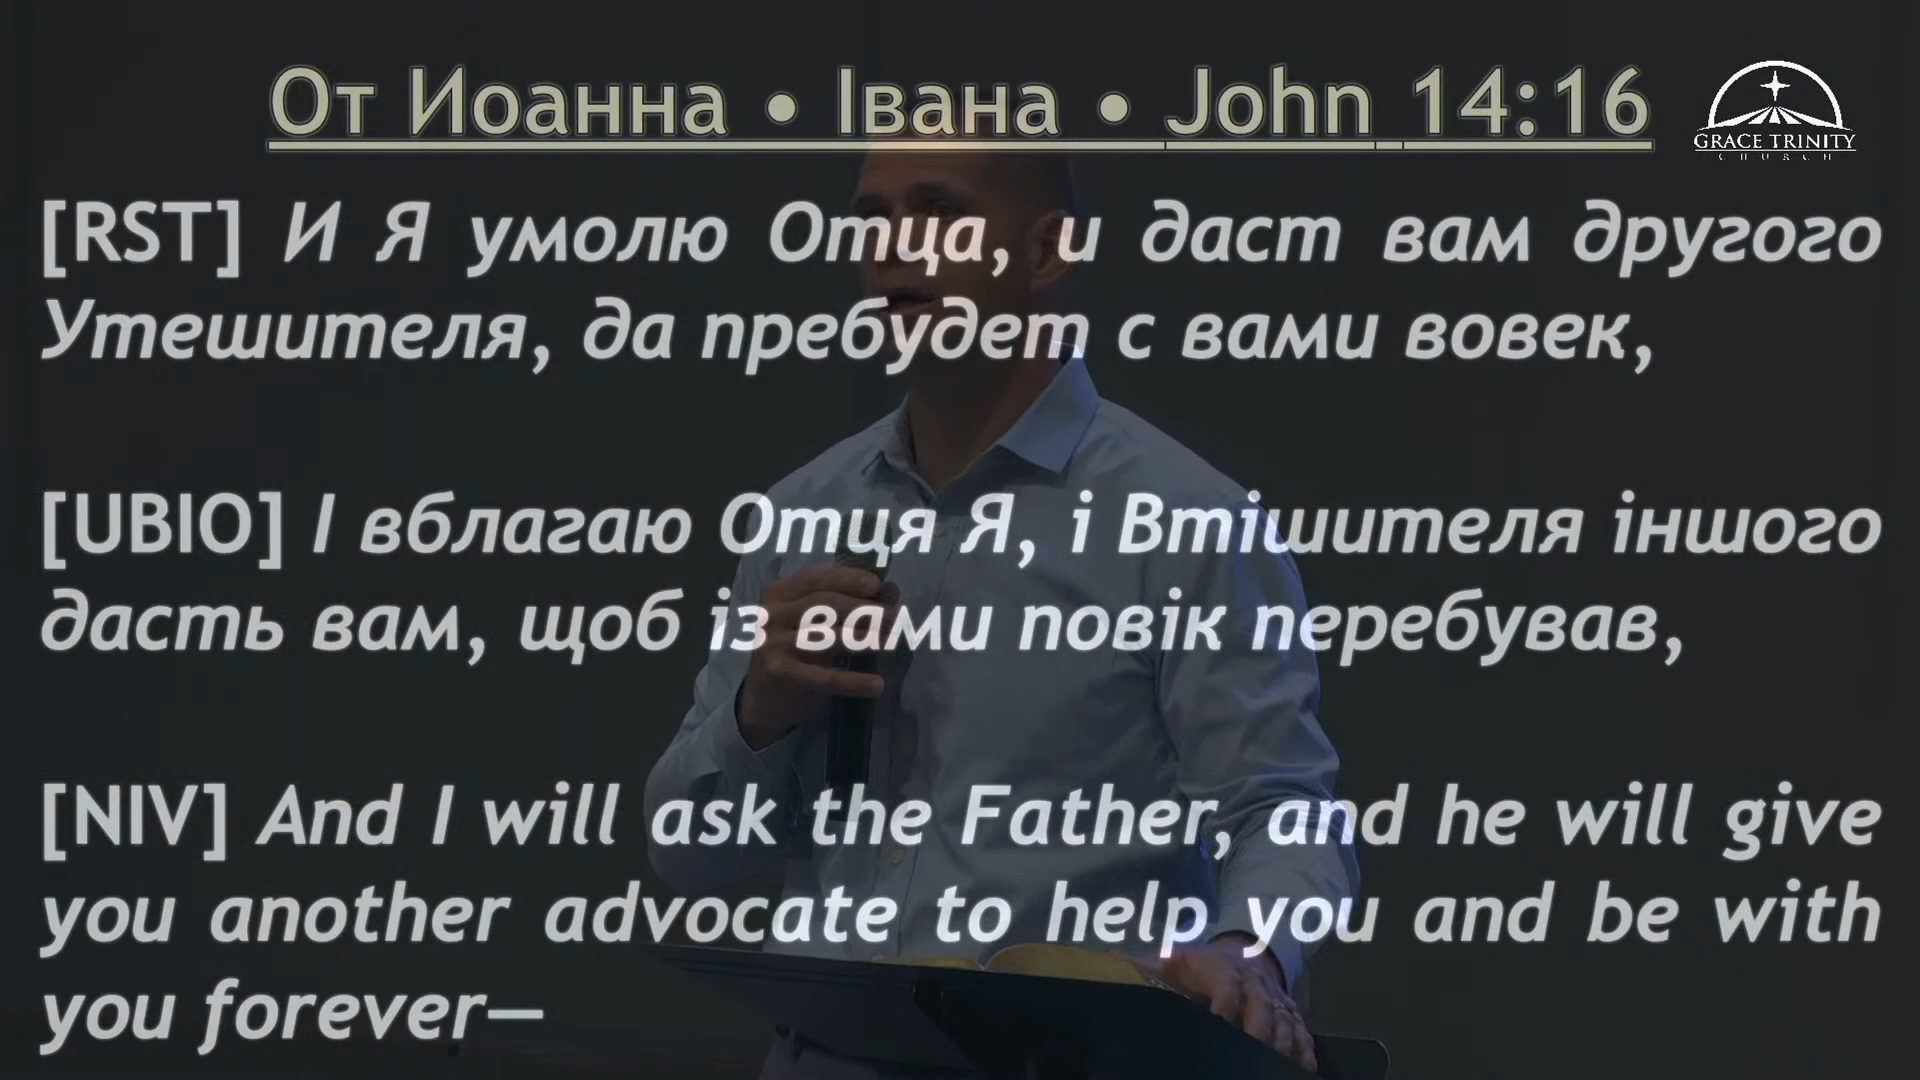 От Иоанна • Івана • John 14:16
GRACE TRINITY
CHURCH
[RST] И Я умолю Отца, и даст вам другого
Утешителя, да пребудет с вами вовек,
[UBIO] І вблагаю Отця Я, і Втішителя іншого
дасть вам, щоб із вами повік перебував,
[NIV] And I will ask the Father, and he will give
you another advocate to help you and be with
you forever—